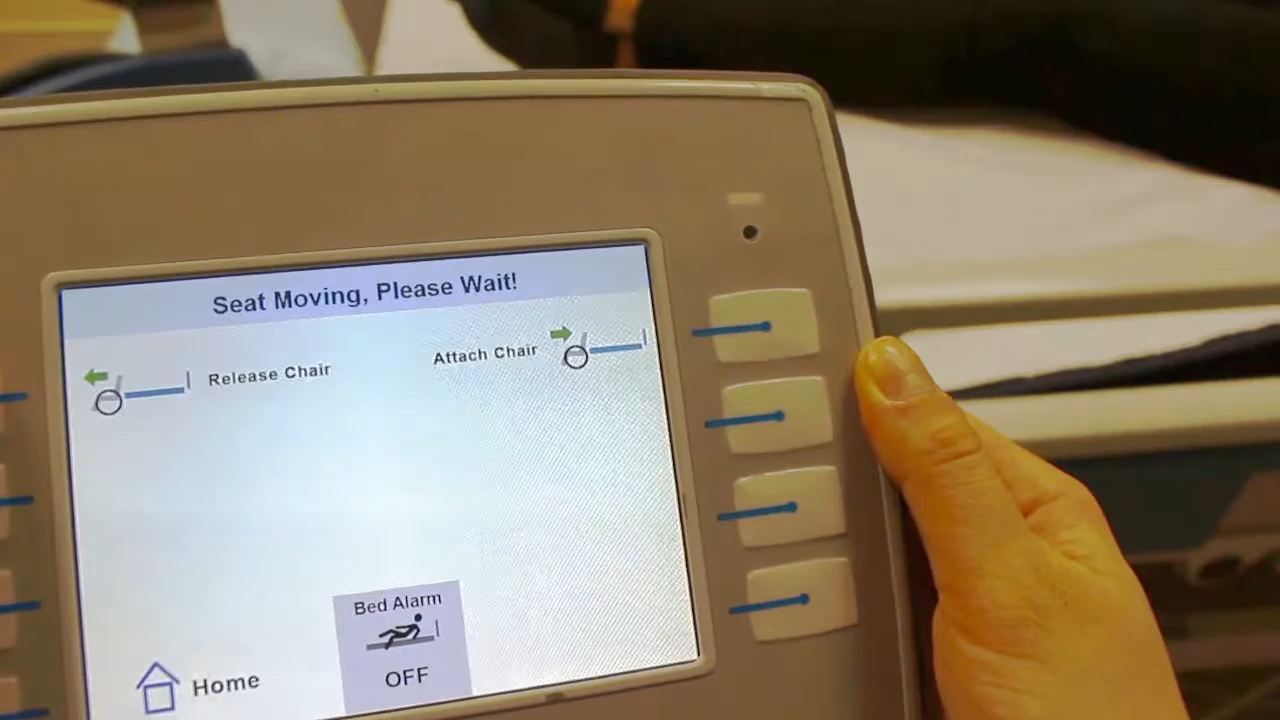 Seat Moving, Please Wait!
Release Chair
Attach Chair
Bed Alarm
OFF
Home